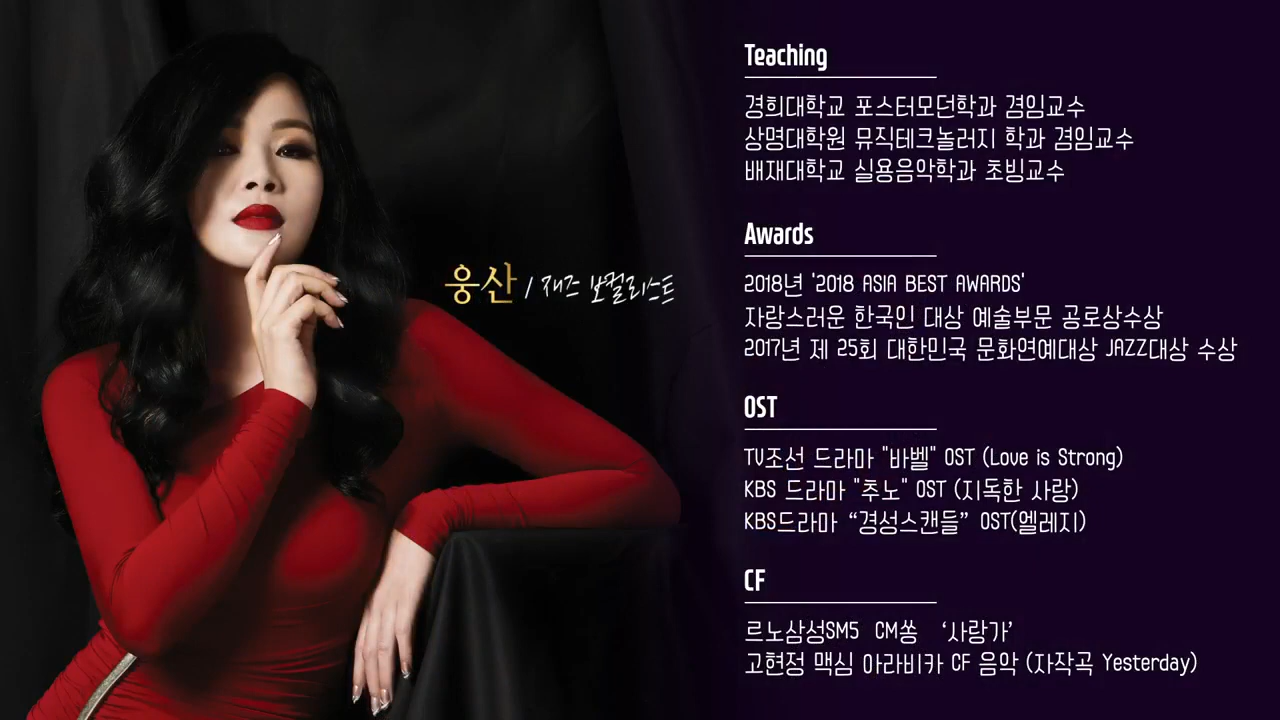 웅산 / 재즈 보컬리스트
Teaching
경희대학교 포스터모던학과 겸임교수
상명대학원 뮤직테크놀러지 학과 겸임교수
배재대학교 실용음악학과 초빙교수
Awards
2018년 '2018 ASIA BEST AWARDS'
자랑스러운 한국인 대상 예술부문 공로상수상
2017년 제 25회 대한민국 문화연예대상 JAZZ대상 수상
OST
TV조선 드라마 "바벨" OST (Love is Strong)
KBS 드라마 "추노" OST (지독한 사랑)
KBS드라마 “경성스캔들” OST(엘레지)
CF
르노삼성SM5 CM쏭 ‘사랑가’
고현정 맥심 아라비카 CF 음악 (자작곡 Yesterday)